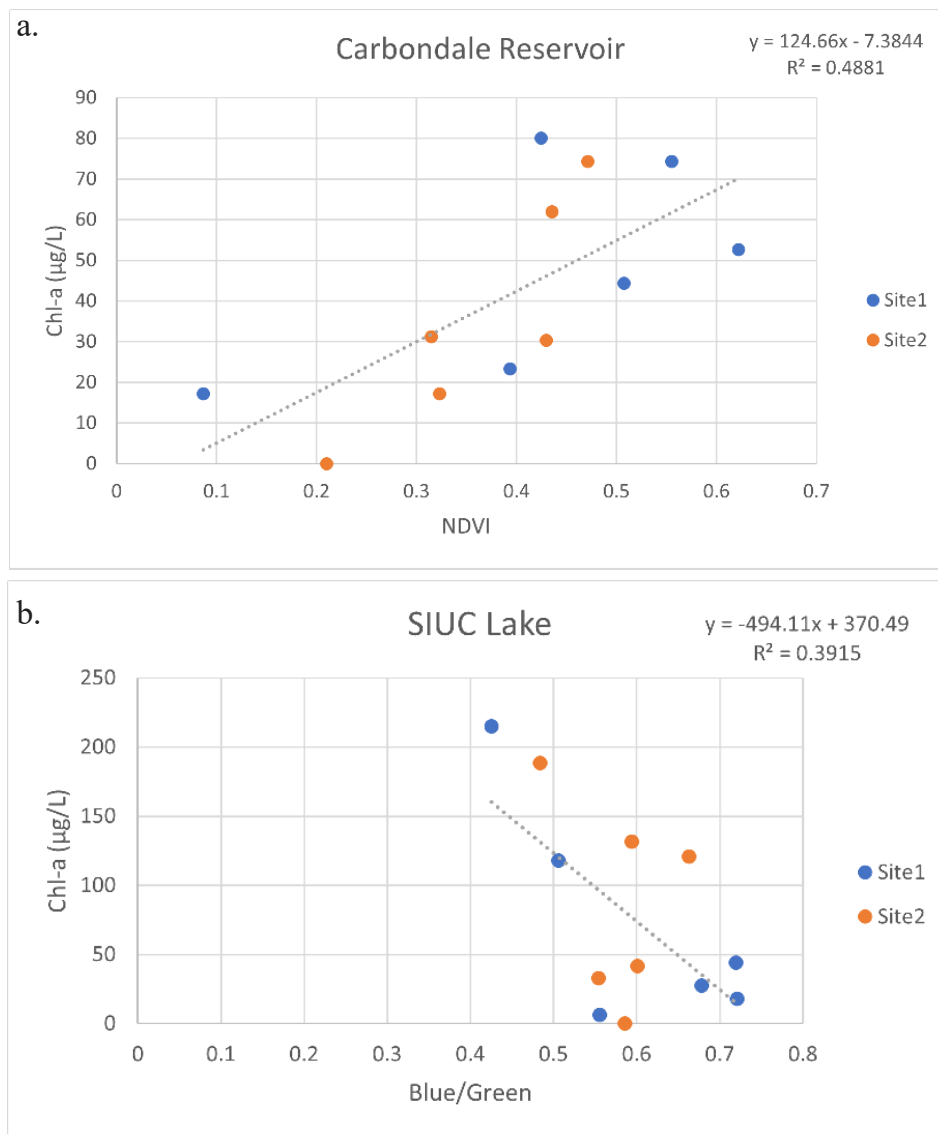 a.
Carbondale Reservoir
y = 124.66x - 7.3844
R² = 0.4881
90
80
70
60
50
40
30
20
10
0
Chl-a (µg/L)
0 0.1 0.2 0.3 0.4 0.5 0.6 0.7
NDVI
Site1
Site2
b.
SIUC Lake
y = -494.11x + 370.49
R² = 0.3915
250
200
150
100
50
0
Chl-a (µg/L)
0 0.1 0.2 0.3 0.4 0.5 0.6 0.7 0.8
Blue/Green
Site1
Site2